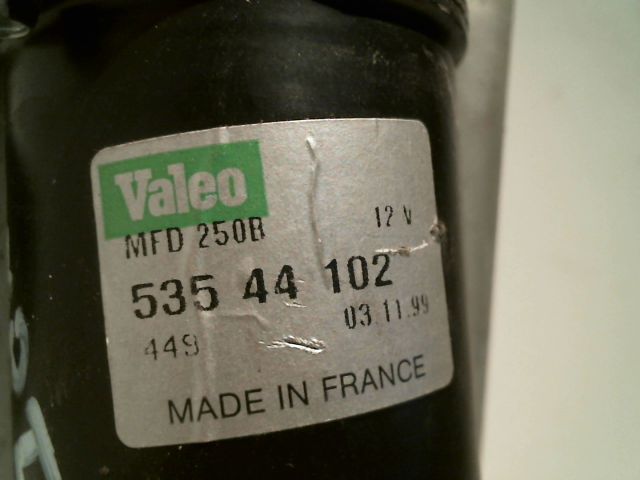 Valeo
MFD 250B 12 V
535 44 102
449 03.11.99
MADE IN FRANCE